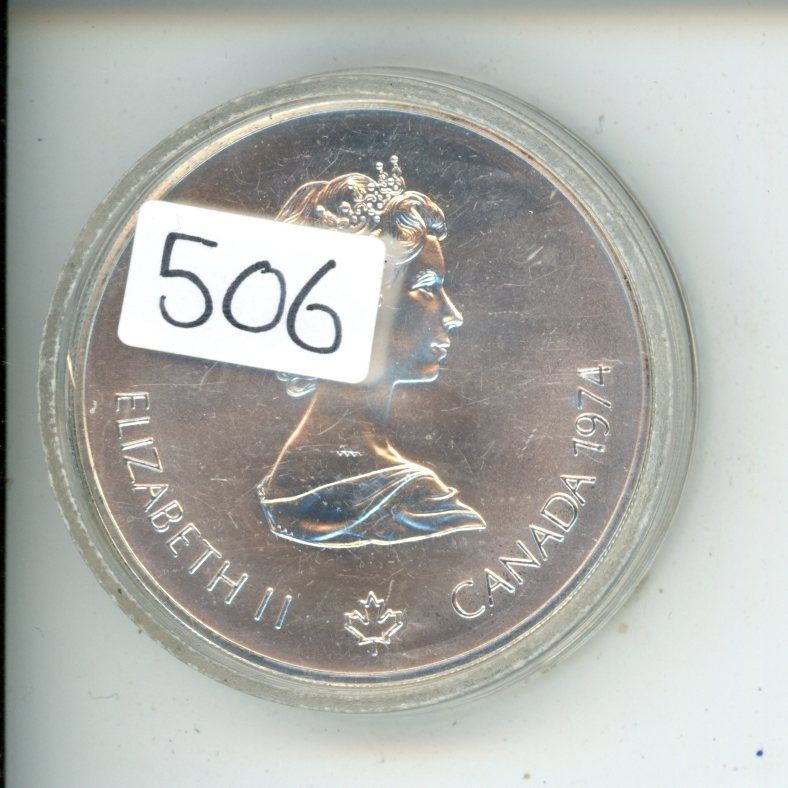 506
ELIZABETH II
CANADA 1974